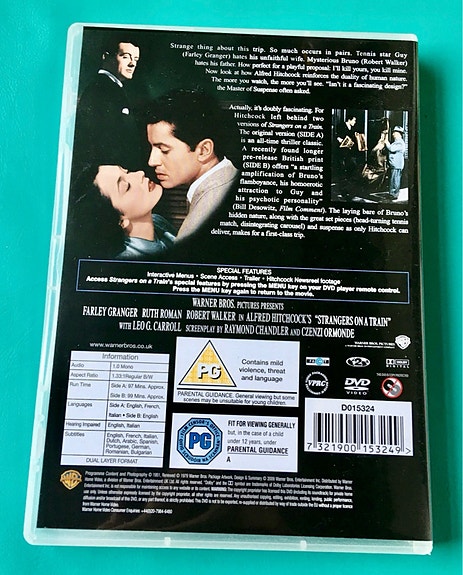 Strange thing about this trip. So much occurs in pairs. Tennis star Guy
(Farley Granger) hates his unfaithful wife. Mysterious Bruno (Robert Walker)
hates his father. How perfect for a playful proposal: I'll kill yours, you kill mine.
Now look at how Alfred Hitchcock reinforces the duality of human nature.
The more you watch, the more you'll see. "Isn't it a fascinating design?"
the Master of Suspense often asked.
Actually, it's doubly fascinating. For
Hitchcock left behind two
versions of Strangers on a Train.
The original version (SIDE A)
is an all-time thriller classic.
A recently found longer
pre-release British print
(SIDE B) offers "a startling
amplification of Bruno's
flamboyance, his homoerotic
attraction to Guy and
his psychotic personality"
(Bill Desowitz, Film Comment). The laying bare of Bruno's
hidden nature, along with the great set pieces (head-turning tennis
match, disintegrating carousel) and suspense as only Hitchcock can
deliver, makes for a first-class trip.
SPECIAL FEATURES
Interactive Menus • Scene Access • Trailer • Hitchcock Newsreel footage
Access Strangers on a Train's special features by pressing the MENU key on your DVD player remote control.
Press the MENU key again to return to the movie.
WARNER BROS. PICTURES PRESENTS
FARLEY GRANGER RUTH ROMAN ROBERT WALKER IN ALFRED HITCHCOCK'S "STRANGERS ON A TRAIN"
WITH LEO G. CARROLL SCREENPLAY BY RAYMOND CHANDLER AND CZENZI ORMONDE
WARNER BROS. PICTURES
www.warnerbros.co.uk
Information
Audio 1.0 Mono
Aspect Ratio 1.33:1Regular B/W
Run Time Side A: 97 Mins. Approx.
Side B: 99 Mins. Approx.
Languages Side A: English, French,
Italian • Side B: English
Hearing Impaired English, Italian
Subtitles English, French, Italian,
Dutch, Arabic, Spanish,
Portuguese, German,
Romanian, Bulgarian
DUAL LAYER FORMAT
PG
Contains mild
violence, threat
and language
PARENTAL GUIDANCE. General viewing but some
scenes may be unsuitable for young children.
PG
FIT FOR VIEWING GENERALLY
but, in the case of a child
under 12 years, under
PARENTAL GUIDANCE
A
FACT
2
DOLBY
DIGITAL
VPRC
DVD
VIDEO
D015324
7 321900 153249 >
WB